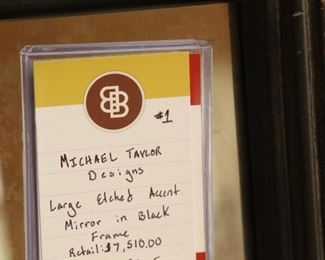 B
#1
MICHAEL TAYLOR
Designs
Large Etched Accent
Mirror in Black
Frame
Retail: $7,510.00